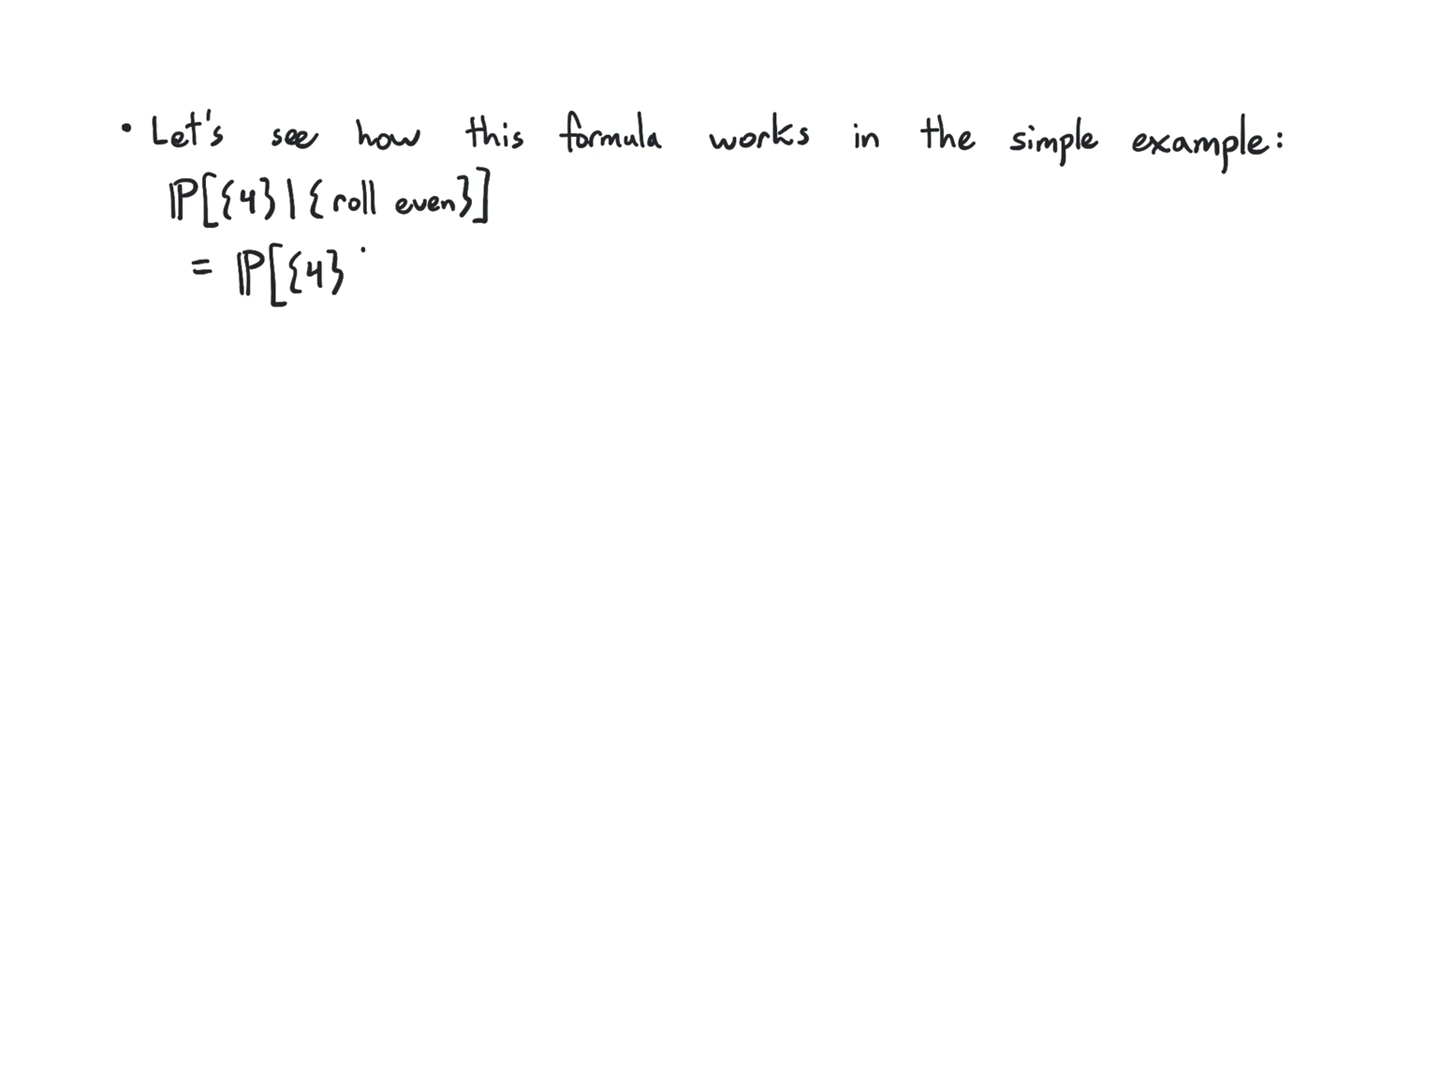 • Let's see how this formula works in the simple example:
ℙ[{4}|{roll even}]
= ℙ[{4}